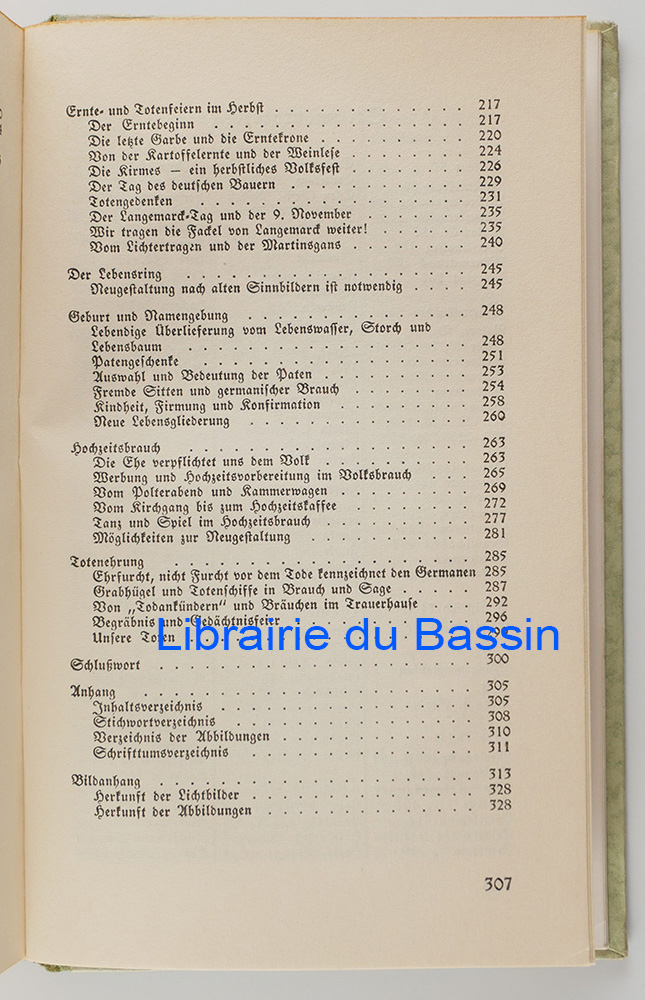 Ernte- und Totenfeiern im Herbst . . . . . . . . . . . . . 217
Der Erntebeginn . . . . . . . . . . . . . . . 217
Die letzte Garbe und die Erntekrone . . . . . . . . . 220
Von der Kartoffelernte und der Weinlese . . . . . . . . 224
Die Kirmes — ein herbstliches Volksfest . . . . . . . . 226
Der Tag des deutschen Bauern . . . . . . . . . . . 229
Totengedenken . . . . . . . . . . . . . . . . 231
Der Langemarck-Tag und der 9. November . . . . . . . 235
Wir tragen die Fackel von Langemarck weiter! . . . . . . 235
Vom Lichtertragen und der Martinsgans . . . . . . . . 240
Der Lebensring . . . . . . . . . . . . . . . . . 245
Neugestaltung nach alten Sinnbildern ist notwendig . . . . 245
Geburt und Namengebung . . . . . . . . . . . . . . 248
Lebendige Überlieferung vom Lebenswasser, Storch und
Lebensbaum . . . . . . . . . . . . . . . . . 248
Patengeschenke . . . . . . . . . . . . . . . . 251
Auswahl und Bedeutung der Paten . . . . . . . . . . 253
Fremde Sitten und germanischer Brauch . . . . . . . . 254
Kindheit, Firmung und Konfirmation . . . . . . . . . 258
Neue Lebensgliederung . . . . . . . . . . . . . 260
Hochzeitsbrauch . . . . . . . . . . . . . . . . . 263
Die Ehe verpflichtet uns dem Volk . . . . . . . . . . 263
Werbung und Hochzeitsvorbereitung im Volksbrauch . . . . 265
Vom Polterabend und Kammerwagen . . . . . . . . . 269
Vom Kirchgang bis zum Hochzeitskaffee . . . . . . . . 272
Tanz und Spiel im Hochzeitsbrauch . . . . . . . . . . 277
Möglichkeiten zur Neugestaltung . . . . . . . . . . . 281
Totenehrung . . . . . . . . . . . . . . . . . . 285
Ehrfurcht, nicht Furcht vor dem Tode kennzeichnet den Germanen 285
Grabhügel und Totenschiffe in Brauch und Sage . . . . . 287
Von „Todankündern" und Bräuchen im Trauerhause . . . . 292
Begräbnis und Gedächtnisfeier . . . . . . . . . . . 296
Unsere Toten
Librairie du Bassin
Schlußwort . . . . . . . . . . . . . . . . . . 300
Anhang . . . . . . . . . . . . . . . . . . . . 305
Inhaltsverzeichnis . . . . . . . . . . . . . . . 305
Stichwortverzeichnis . . . . . . . . . . . . . . 308
Verzeichnis der Abbildungen . . . . . . . . . . . . 310
Schrifttumsverzeichnis . . . . . . . . . . . . . 311
Bildanhang . . . . . . . . . . . . . . . . . . . 313
Herkunft der Lichtbilder . . . . . . . . . . . . . 328
Herkunft der Abbildungen . . . . . . . . . . . . . 328
307